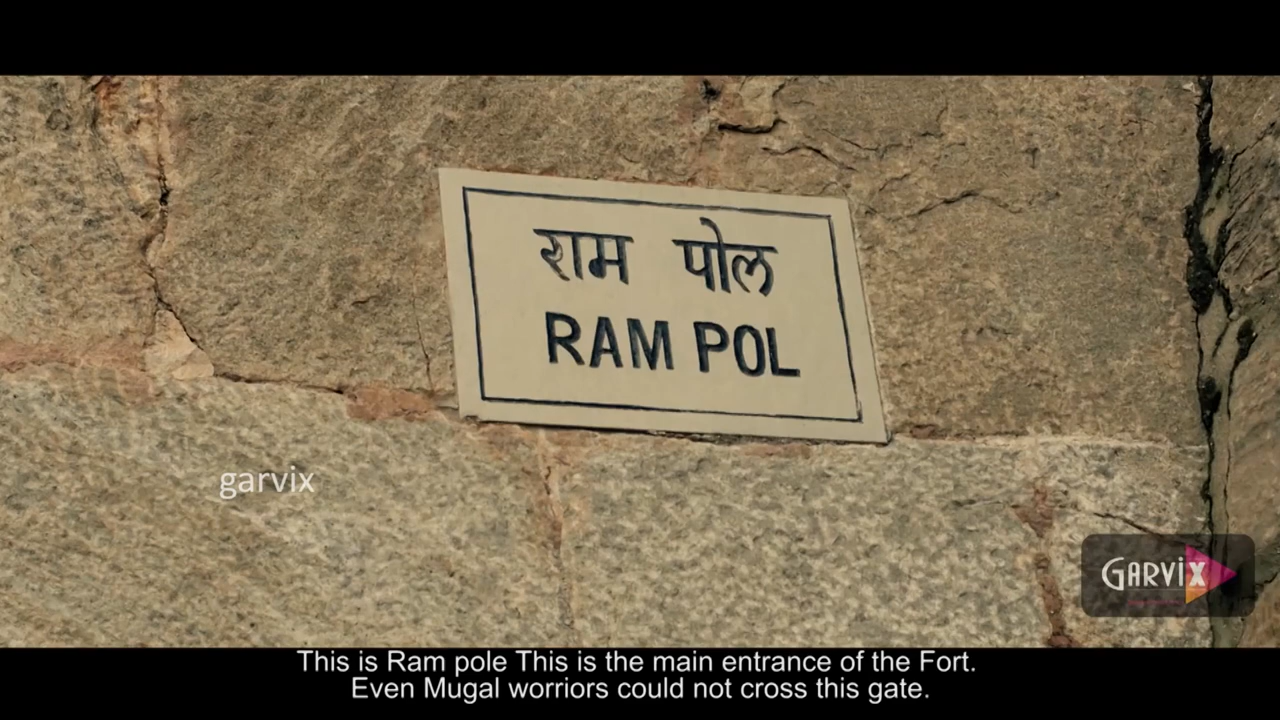 राम पोल
RAM POL
garvix
GARVIX
This is Ram pole This is the main entrance of the Fort.
Even Mugal worriors could not cross this gate.